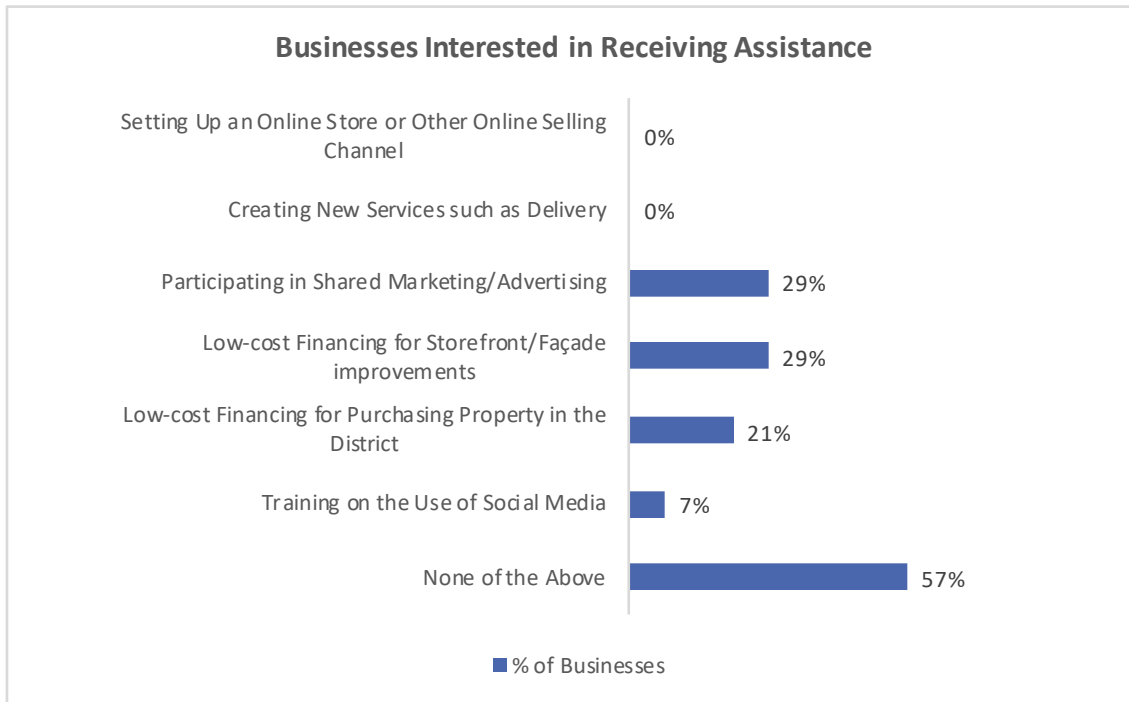 Businesses Interested in Receiving Assistance
Setting Up an Online Store or Other Online Selling
Channel
0%
Creating New Services such as Delivery
0%
Participating in Shared Marketing/Advertising
29%
Low-cost Financing for Storefront/Façade
improvements
29%
Low-cost Financing for Purchasing Property in the
District
21%
Training on the Use of Social Media
7%
None of the Above
57%
% of Businesses